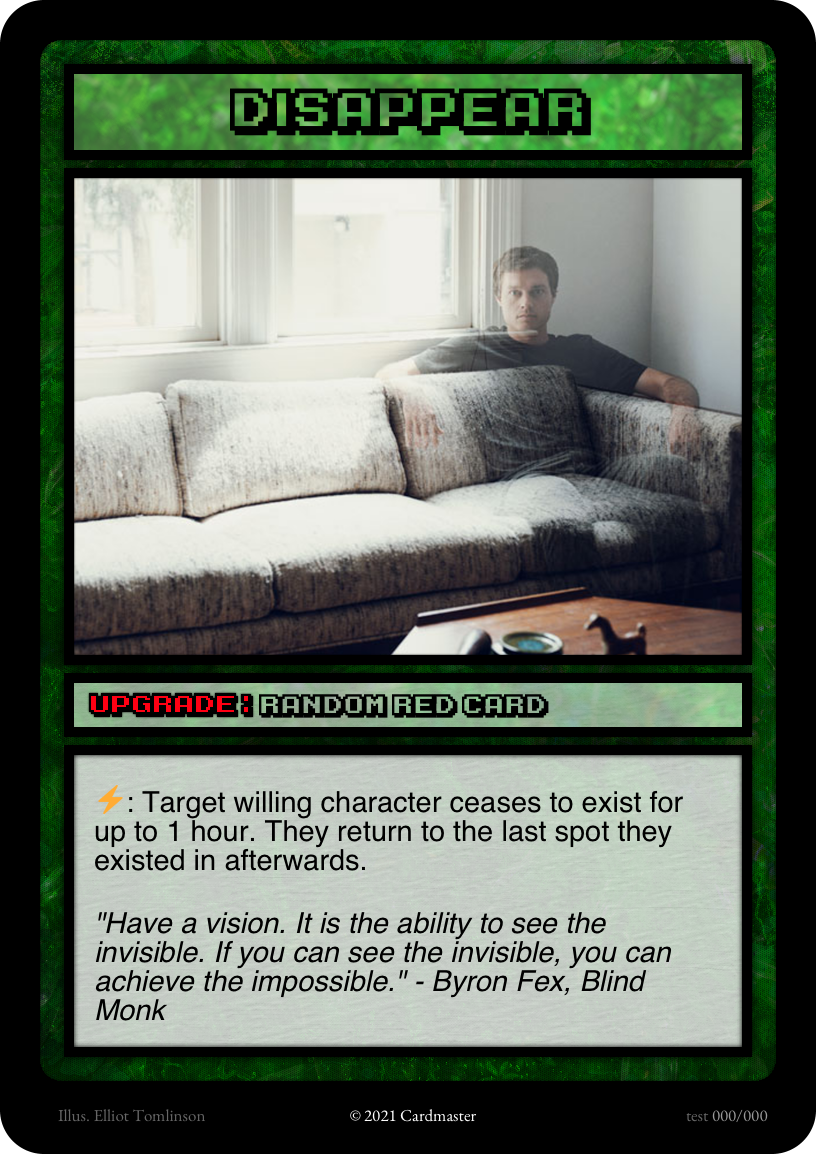 DISAPPEAR
UPGRADE: RANDOM RED CARD
⚡: Target willing character ceases to exist for
up to 1 hour. They return to the last spot they
existed in afterwards.
"Have a vision. It is the ability to see the
invisible. If you can see the invisible, you can
achieve the impossible." - Byron Fex, Blind
Monk
Illus. Elliot Tomlinson
© 2021 Cardmaster
test 000/000